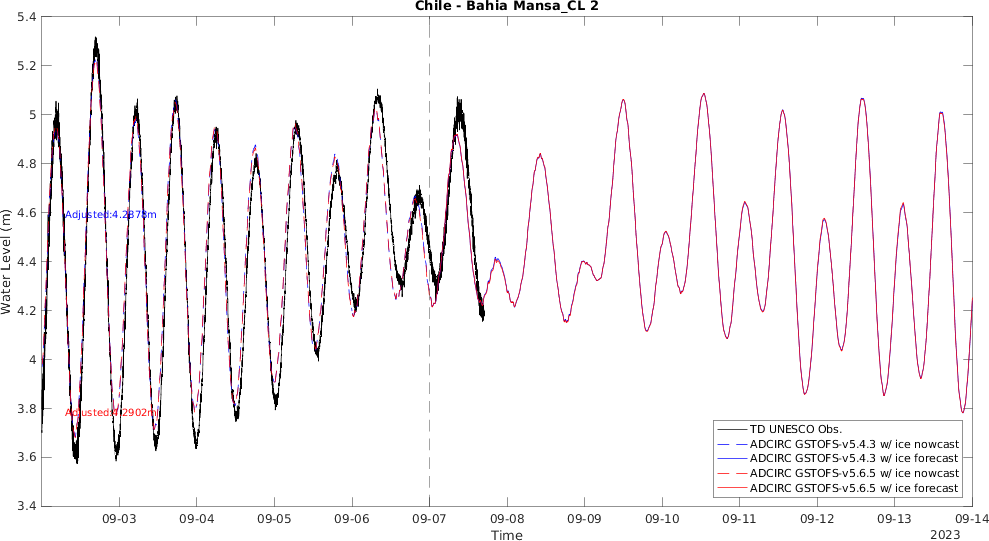 Chile - Bahia Mansa_CL 2
5.4
5.2
5
4.8
4.6
4.4
4.2
4
3.8
3.6
3.4
Water Level (m)
Adjusted:4.2378m
Adjusted:4.2902m
TD UNESCO Obs.
ADCIRC GSTOFS-v5.4.3 w/ ice nowcast
ADCIRC GSTOFS-v5.4.3 w/ ice forecast
ADCIRC GSTOFS-v5.6.5 w/ ice nowcast
ADCIRC GSTOFS-v5.6.5 w/ ice forecast
09-03 09-04 09-05 09-06 09-07 09-08 09-09 09-10 09-11 09-12 09-13 09-14
Time
2023